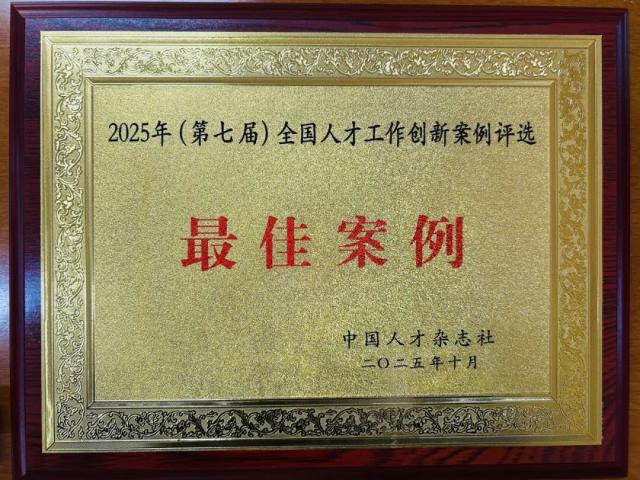 2025年(第七届)全国人才工作创新案例评选
最佳案例
中国人才杂志社
二〇二五年十月